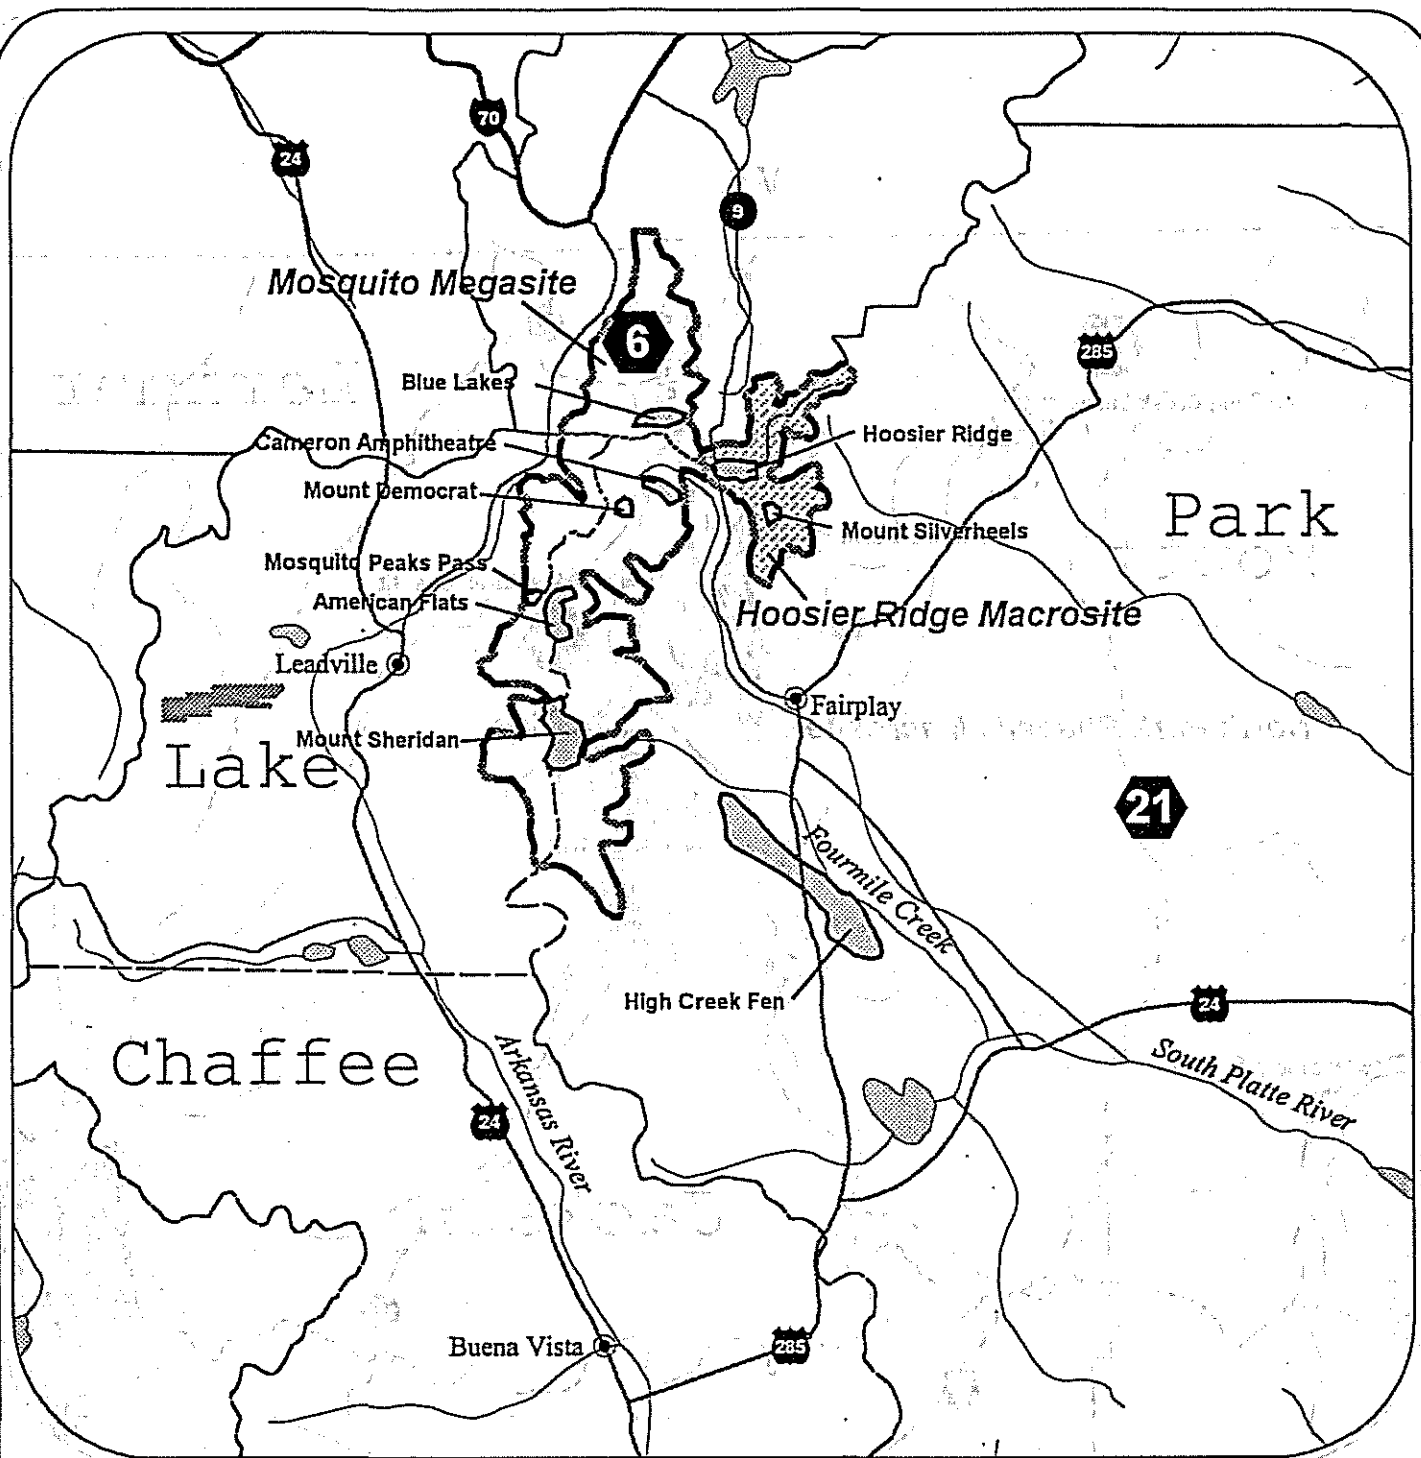 70
24
9
Mosquito Megasite
6
285
Blue Lakes
Hoosier Ridge
Cameron Amphitheatre
Mount Democrat
Park
Mount Silverheels
Mosquito Peaks Pass
American Flats
Hoosier Ridge Macrosite
Leadville
Fairplay
Mount Sheridan
Lake
21
Fourmile Creek
High Creek Fen
24
Chaffee
Arkansas River
South Platte River
24
Buena Vista
285